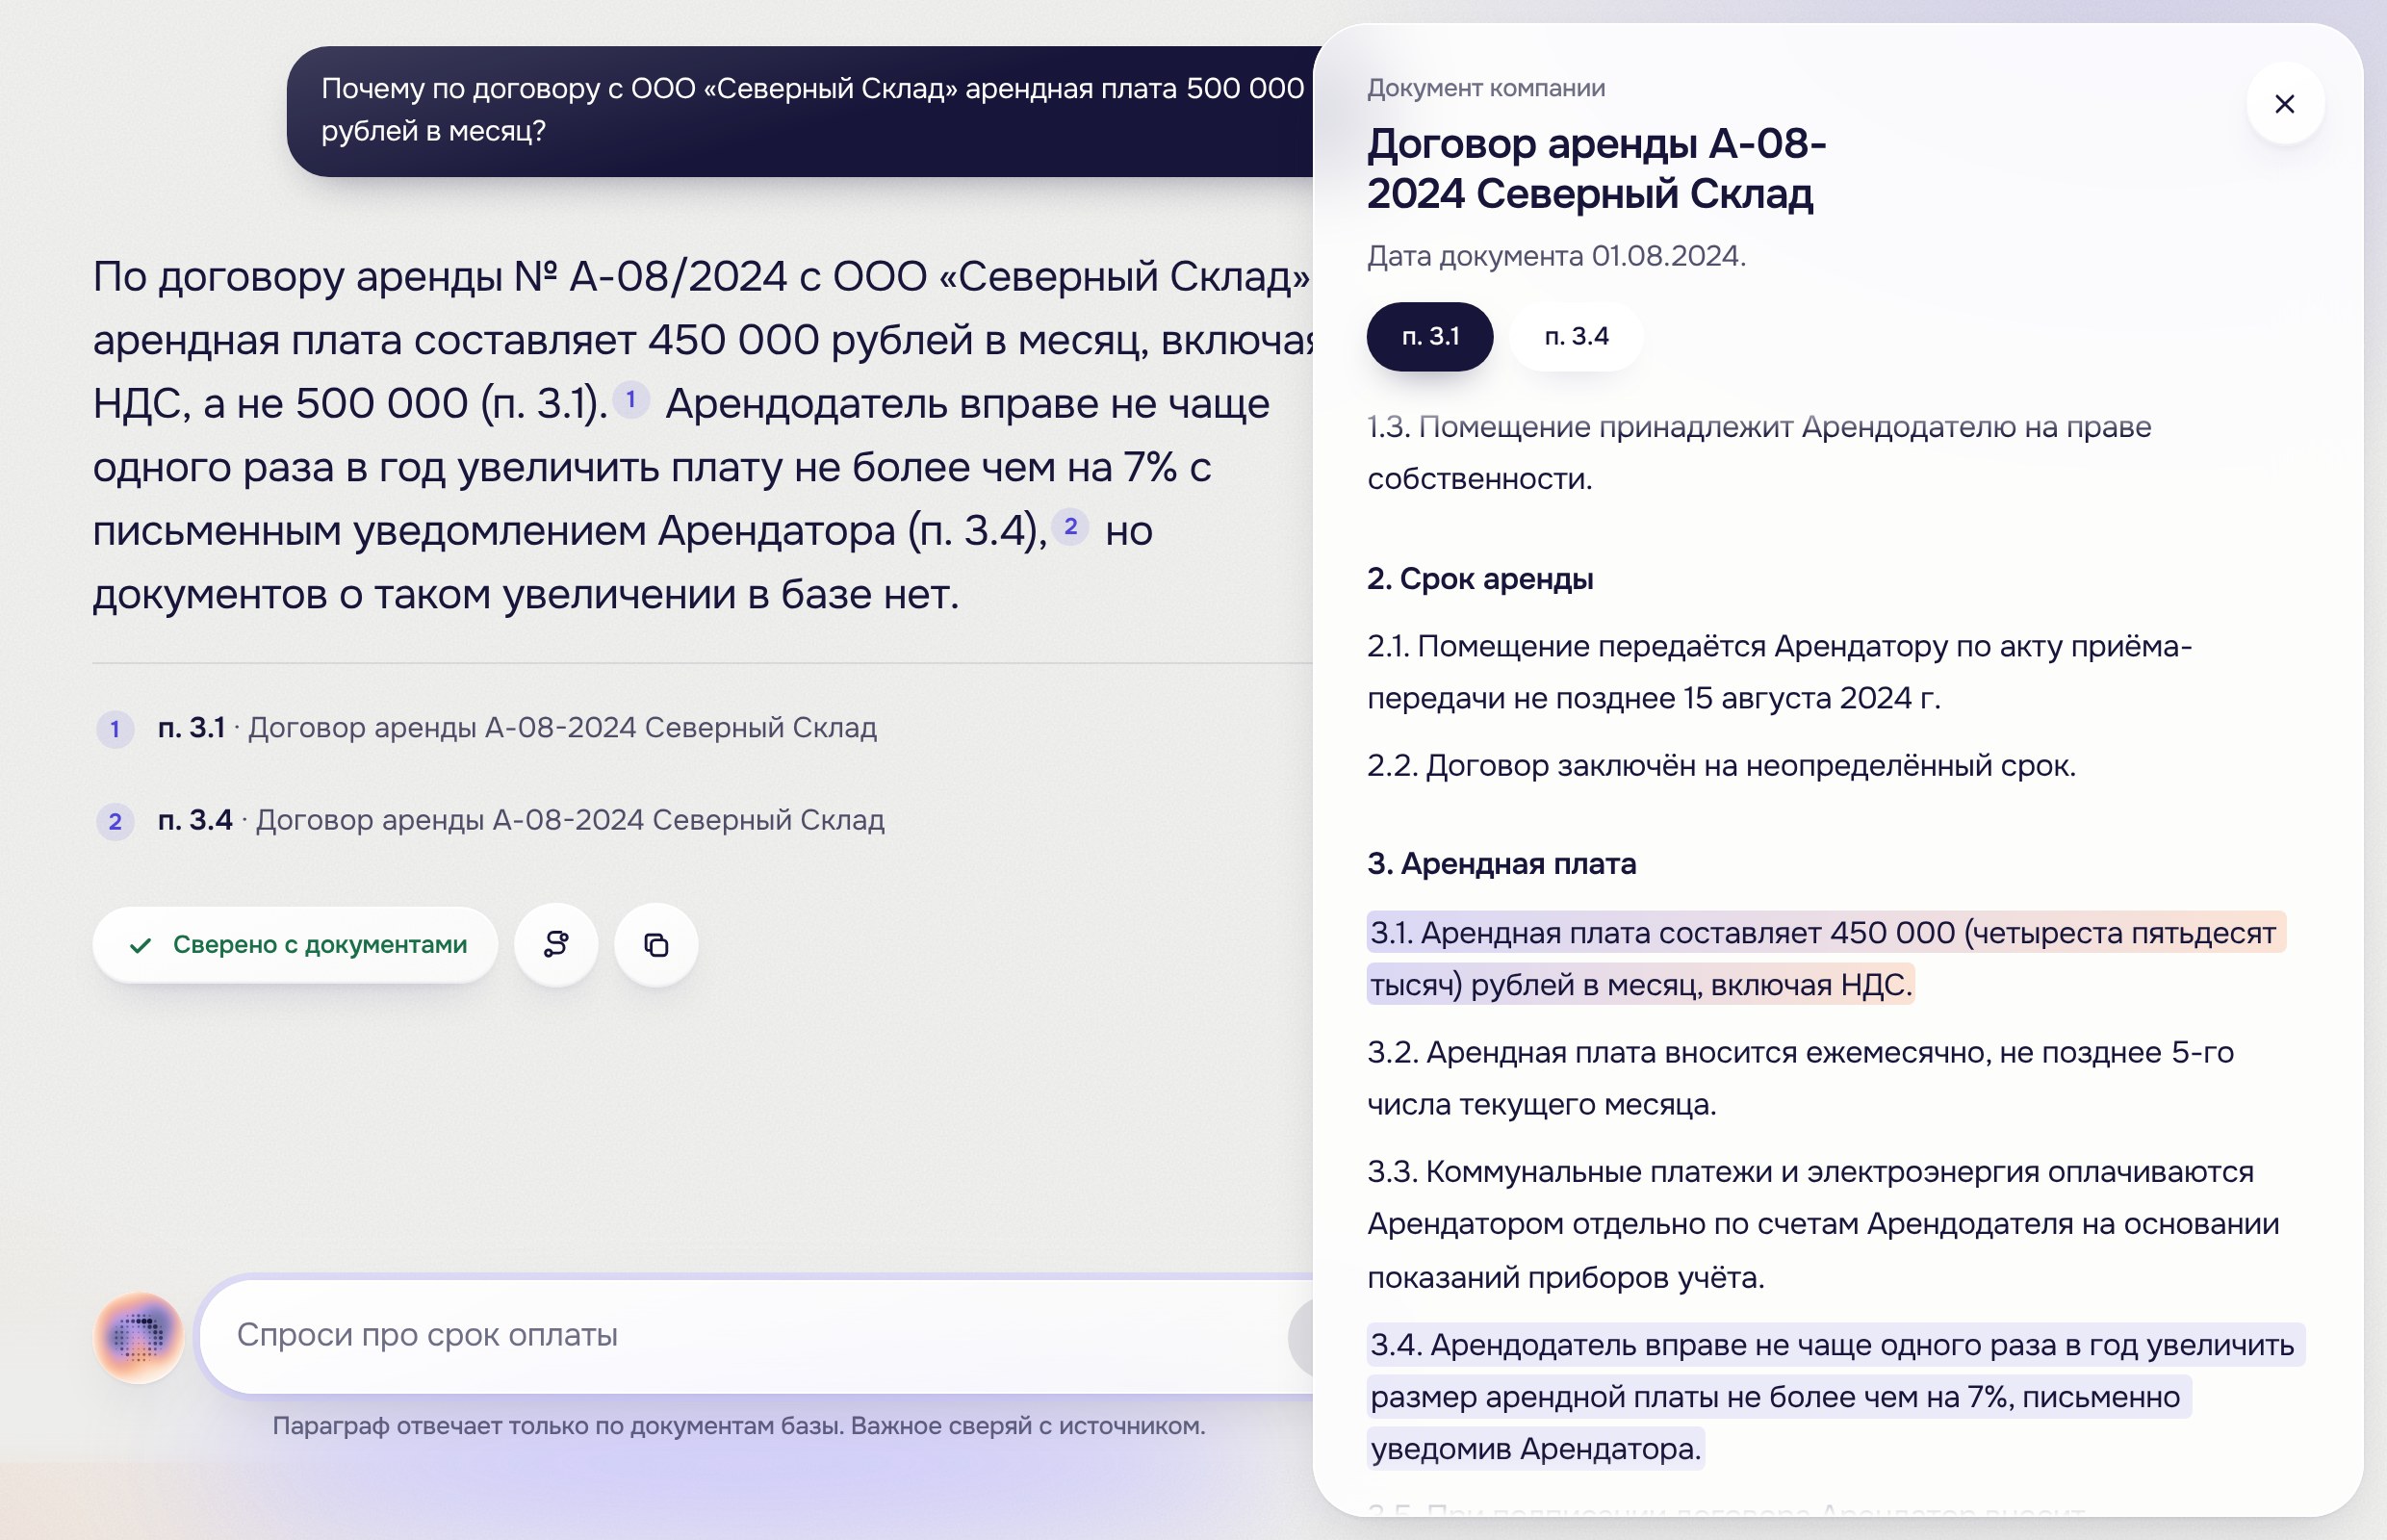 Почему по договору с ООО «Северный Склад» арендная плата 500 000
рублей в месяц?
По договору аренды № А-08/2024 с ООО «Северный Склад»
арендная плата составляет 450 000 рублей в месяц, включая
НДС, а не 500 000 (п. 3.1). 1 Арендодатель вправе не чаще
одного раза в год увеличить плату не более чем на 7% с
письменным уведомлением Арендатора (п. 3.4), 2 но
документов о таком увеличении в базе нет.
1 п. 3.1 · Договор аренды А-08-2024 Северный Склад
2 п. 3.4 · Договор аренды А-08-2024 Северный Склад
Сверено с документами
Спроси про срок оплаты
Параграф отвечает только по документам базы. Важное сверяй с источником.
Документ компании
Договор аренды А-08-
2024 Северный Склад
Дата документа 01.08.2024.
п. 3.1 п. 3.4
1.3. Помещение принадлежит Арендодателю на праве
собственности.
2. Срок аренды
2.1. Помещение передаётся Арендатору по акту приёма-
передачи не позднее 15 августа 2024 г.
2.2. Договор заключён на неопределённый срок.
3. Арендная плата
3.1. Арендная плата составляет 450 000 (четыреста пятьдесят
тысяч) рублей в месяц, включая НДС.
3.2. Арендная плата вносится ежемесячно, не позднее 5-го
числа текущего месяца.
3.3. Коммунальные платежи и электроэнергия оплачиваются
Арендатором отдельно по счетам Арендодателя на основании
показаний приборов учёта.
3.4. Арендодатель вправе не чаще одного раза в год увеличить
размер арендной платы не более чем на 7%, письменно
уведомив Арендатора.
3.5. При подписании договора Арендатор вносит